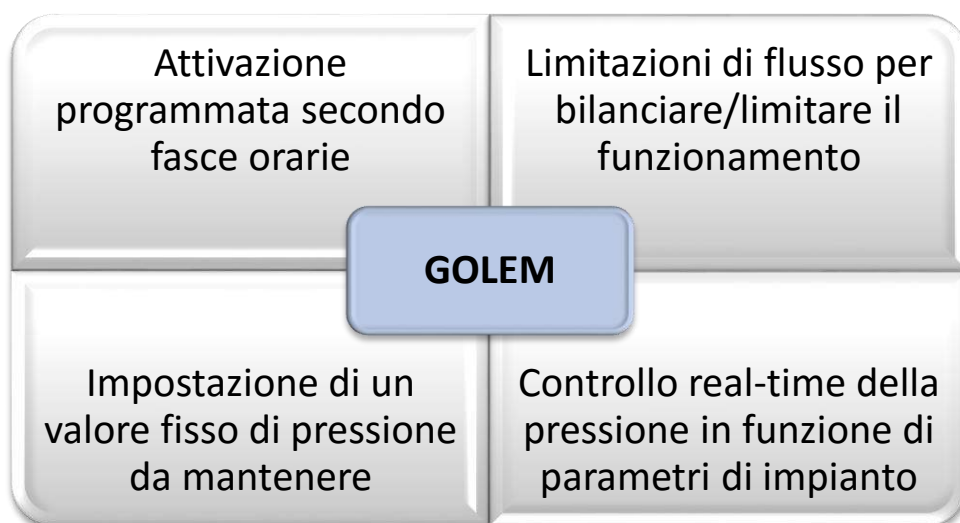 Attivazione
programmata secondo
fasce orarie
Limitazioni di flusso per
bilanciare/limitare il
funzionamento
GOLEM
Impostazione di un
valore fisso di pressione
da mantenere
Controllo real-time della
pressione in funzione di
parametri di impianto